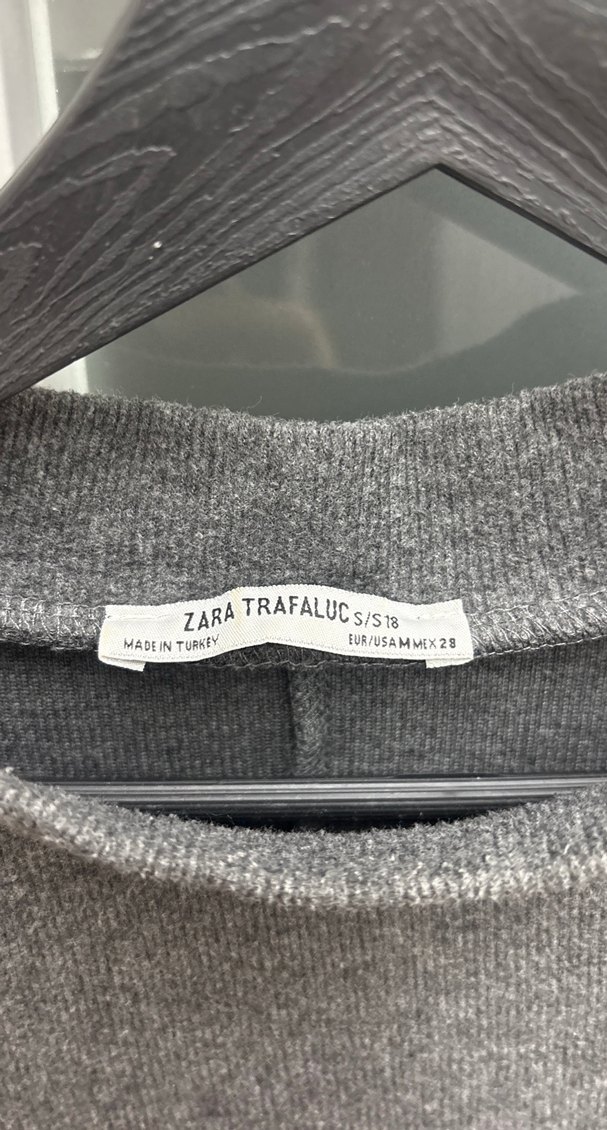 ZARA TRAFALUC S/S18
MADE IN TURKEY EUR/USA M MEX 28